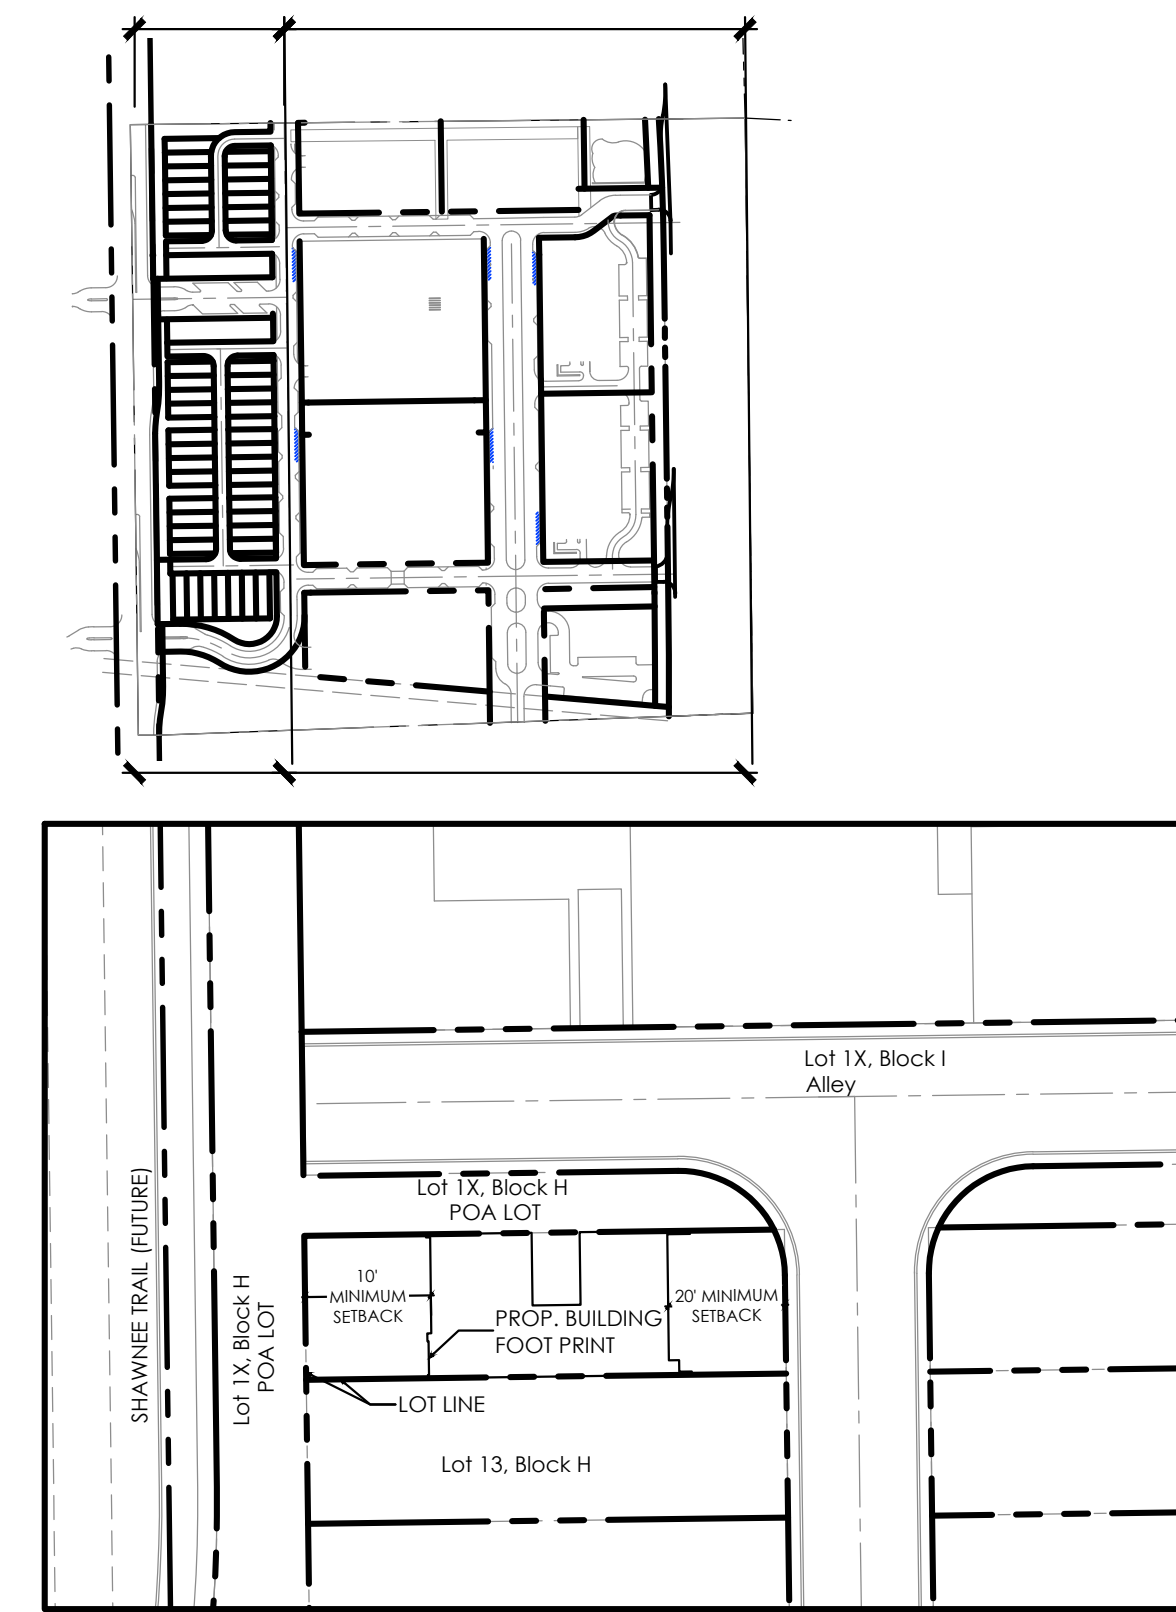 Lot 1X, Block I
Alley
Lot 1X, Block H
POA LOT
10'
MINIMUM
SETBACK
20' MINIMUM
SETBACK
PROP. BUILDING
FOOT PRINT
SHAWNEE TRAIL (FUTURE)
Lot 1X, Block H
POA LOT
LOT LINE
Lot 13, Block H